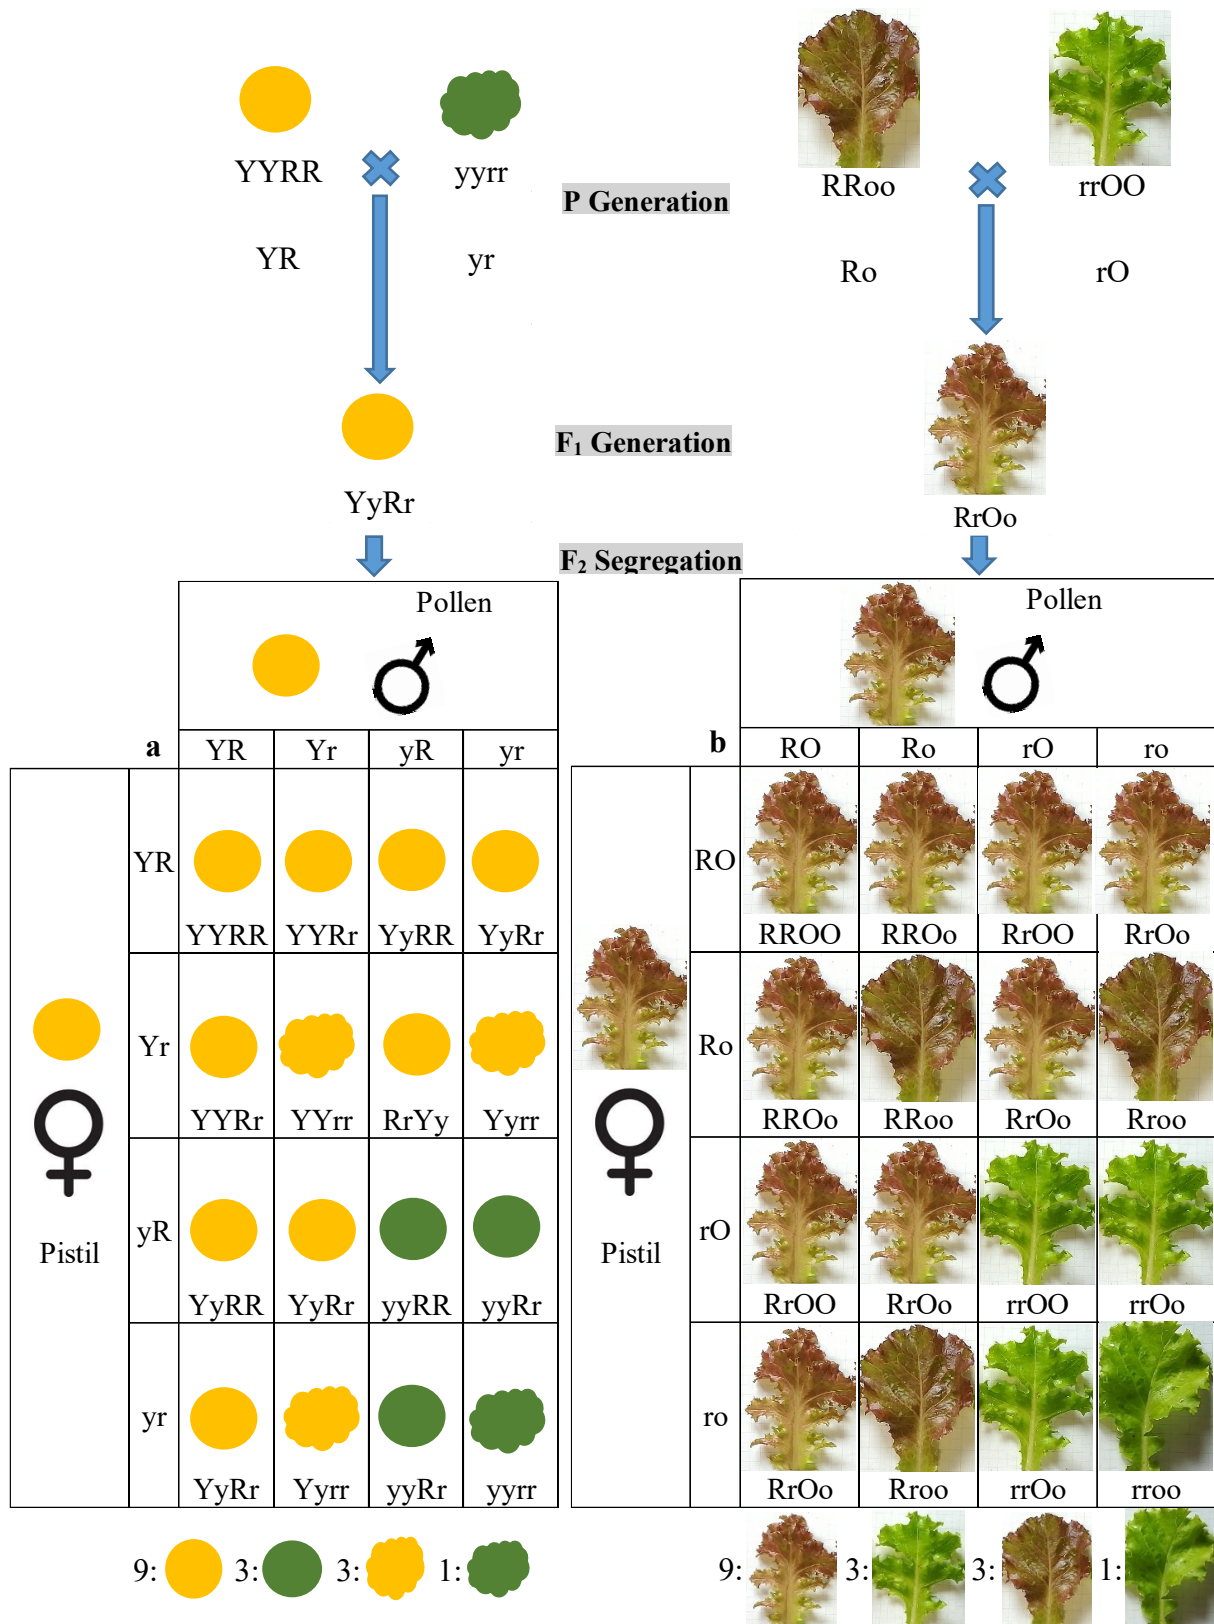 YYRR yyrr
RRoo rrOO
P Generation
YR yr
Ro rO
F1 Generation
YyRr
RrOo
F2 Segregation
Pollen
Pollen
a YR Yr yR yr
b RO Ro rO ro
YR
YYRR YYRr YyRR YyRr
RO
RROO RROo RrOO RrOo
Yr
YYRr YYrr RrYy Yyrr
Ro
RROo RRoo RrOo Rroo
Pistil
yR
YyRR YyRr yyRR yyRr
Pistil
rO
RrOO RrOo rrOO rrOo
yr
YyRr Yyrr yyRr yyrr
ro
RrOo Rroo rrOo rroo
9: 3: 3: 1:
9: 3: 3: 1: